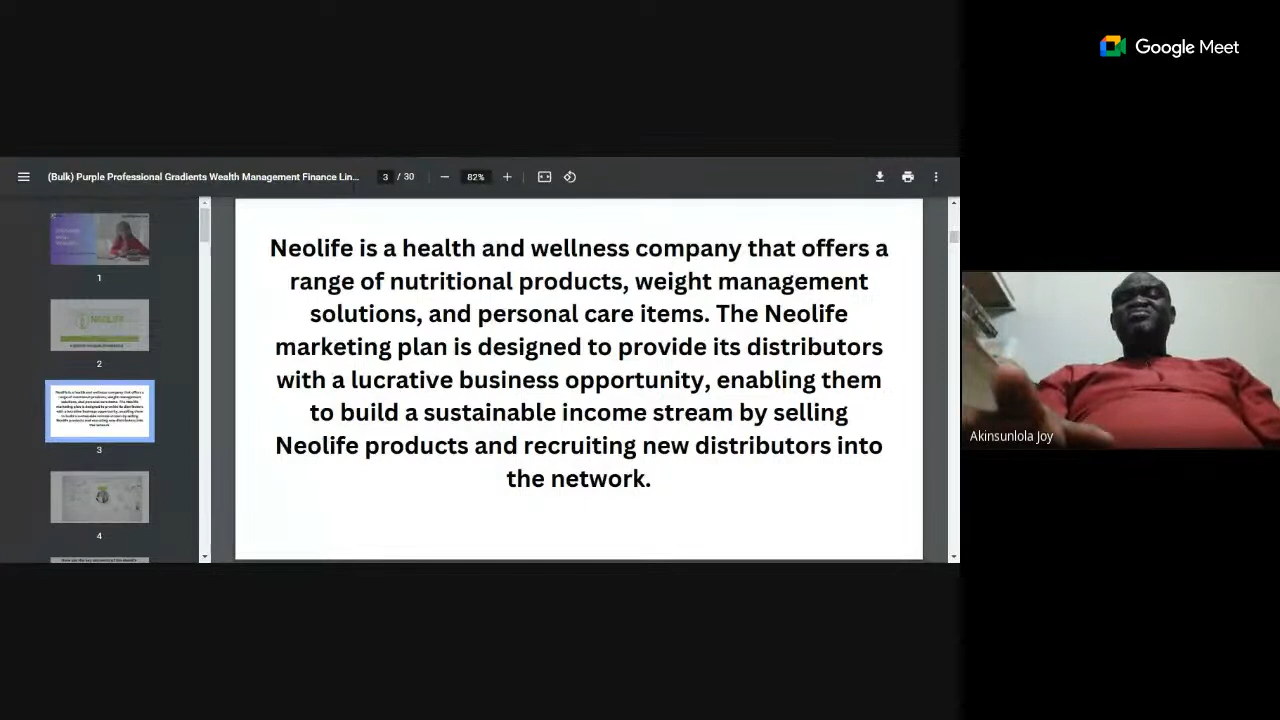 Google Meet
(Bulk) Purple Professional Gradients Wealth Management Finance Lin...
3 / 30
82%
1
NEOLIFE
2
3
4
Neolife is a health and wellness company that offers a
range of nutritional products, weight management
solutions, and personal care items. The Neolife
marketing plan is designed to provide its distributors
with a lucrative business opportunity, enabling them
to build a sustainable income stream by selling
Neolife products and recruiting new distributors into
the network.
Akinsunlola Joy